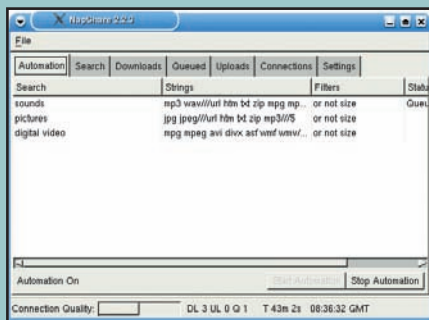 NapShare 2.2.0
File
Automation Search Downloads Queued Uploads Connections Settings
Search Strings Filters Statu
sounds mp3 wav///url htm txt zip mpg mp... or not size Queu
pictures jpg jpeg///url htm txt zip mp3///5 or not size
digital video mpg mpeg avi divx asf wmf wmv/... or not size
Automation On Start Automation Stop Automation
Connection Quality: DL 3 UL 0 Q 1 T 43m 2s 08:36:32 GMT